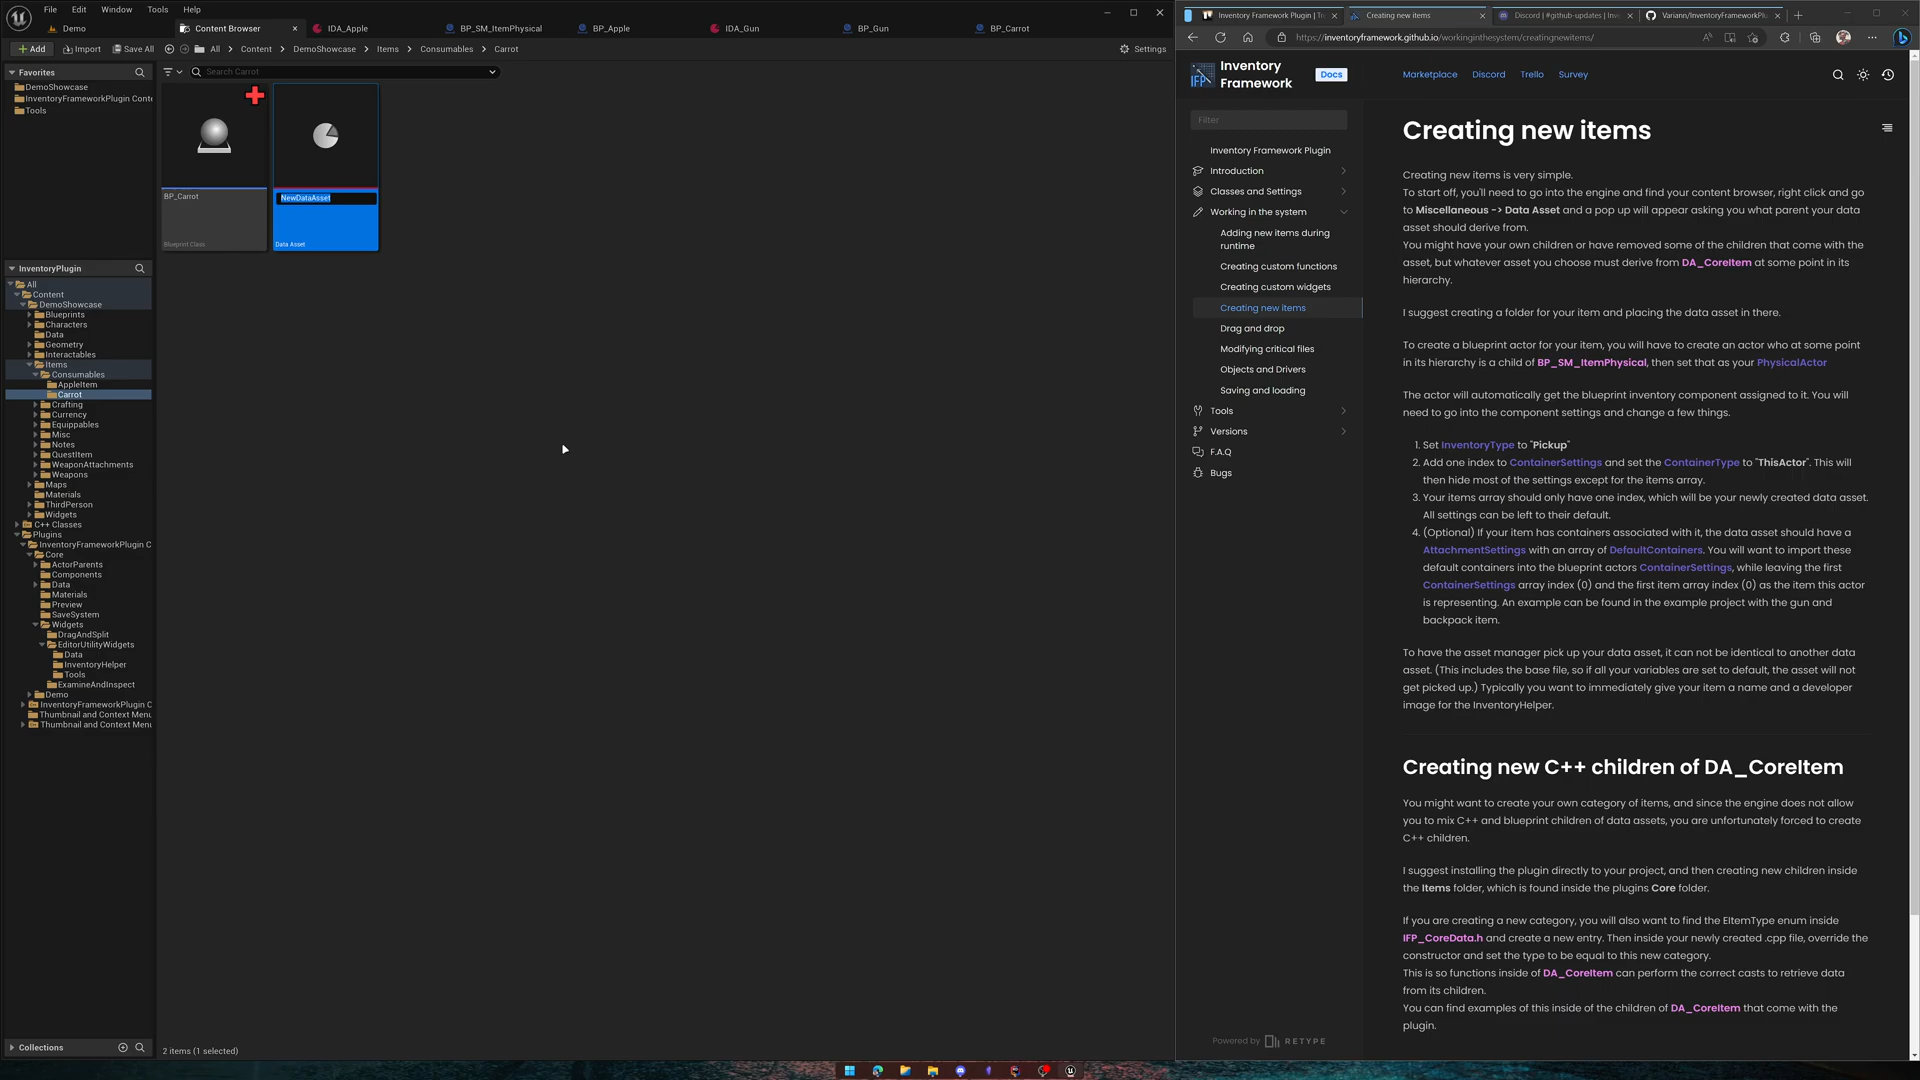 File Edit Window Tools Help
Demo
Content Browser
IDA_Apple
BP_SM_ItemPhysical
BP_Apple
IDA_Gun
BP_Gun
BP_Carrot
Add Import Save All All Content DemoShowcase Items Consumables Carrot Settings
Favorites
DemoShowcase
InventoryFrameworkPlugin Conte
Tools
Search Carrot
BP_Carrot
Blueprint Class
NewDataAsset
Data Asset
InventoryPlugin
All
Content
DemoShowcase
Blueprints
Characters
Data
Geometry
Interactables
Items
Consumables
AppleItem
Carrot
Crafting
Currency
Equippables
Misc
Notes
QuestItem
WeaponAttachments
Weapons
Maps
Materials
ThirdPerson
Widgets
C++ Classes
Plugins
InventoryFrameworkPlugin C
Core
ActorParents
Components
Data
Materials
Preview
SaveSystem
Widgets
DragAndSplit
EditorUtilityWidgets
Data
InventoryHelper
Tools
ExamineAndInspect
Demo
InventoryFrameworkPlugin C
Thumbnail and Context Menu
Thumbnail and Context Menu
Collections
2 items (1 selected)
Inventory Framework Plugin | Tr
Creating new items
Discord | #github-updates | Inv
Variann/InventoryFrameworkPl
https://inventoryframework.github.io/workinginthesystem/creatingnewitems/
IFP
Inventory
Framework
Docs
Marketplace Discord Trello Survey
Filter
Inventory Framework Plugin
Introduction
Classes and Settings
Working in the system
Adding new items during
runtime
Creating custom functions
Creating custom widgets
Creating new items
Drag and drop
Modifying critical files
Objects and Drivers
Saving and loading
Tools
Versions
F.A.Q
Bugs
Powered by RETYPE
Creating new items
Creating new items is very simple.
To start off, you'll need to go into the engine and find your content browser, right click and go
to Miscellaneous -> Data Asset and a pop up will appear asking you what parent your data
asset should derive from.
You might have your own children or have removed some of the children that come with the
asset, but whatever asset you choose must derive from DA_CoreItem at some point in its
hierarchy.
I suggest creating a folder for your item and placing the data asset in there.
To create a blueprint actor for your item, you will have to create an actor who at some point
in its hierarchy is a child of BP_SM_ItemPhysical, then set that as your PhysicalActor
The actor will automatically get the blueprint inventory component assigned to it. You will
need to go into the component settings and change a few things.
1. Set InventoryType to "Pickup"
2. Add one index to ContainerSettings and set the ContainerType to "ThisActor". This will
then hide most of the settings except for the items array.
3. Your items array should only have one index, which will be your newly created data asset.
All settings can be left to their default.
4. (Optional) If your item has containers associated with it, the data asset should have a
AttachmentSettings with an array of DefaultContainers. You will want to import these
default containers into the blueprint actors ContainerSettings, while leaving the first
ContainerSettings array index (0) and the first item array index (0) as the item this actor
is representing. An example can be found in the example project with the gun and
backpack item.
To have the asset manager pick up your data asset, it can not be identical to another data
asset. (This includes the base file, so if all your variables are set to default, the asset will not
get picked up.) Typically you want to immediately give your item a name and a developer
image for the InventoryHelper.
Creating new C++ children of DA_CoreItem
You might want to create your own category of items, and since the engine does not allow
you to mix C++ and blueprint children of data assets, you are unfortunately forced to create
C++ children.
I suggest installing the plugin directly to your project, and then creating new children inside
the Items folder, which is found inside the plugins Core folder.
If you are creating a new category, you will also want to find the EItemType enum inside
IFP_CoreData.h and create a new entry. Then inside your newly created .cpp file, override the
constructor and set the type to be equal to this new category.
This is so functions inside of DA_CoreItem can perform the correct casts to retrieve data
from its children.
You can find examples of this inside of the children of DA_CoreItem that come with the
plugin.